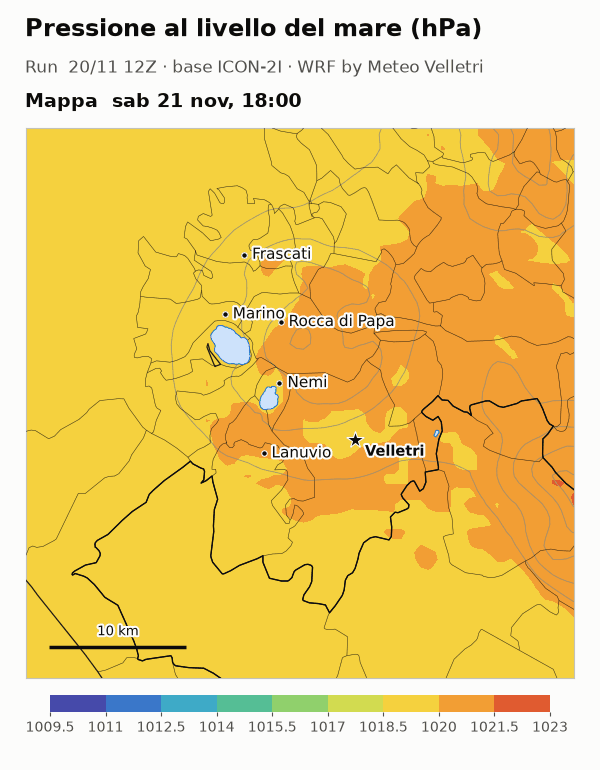 Pressione al livello del mare (hPa)
Run  20/11 12Z · base ICON-2I · WRF by Meteo Velletri
Mappa  sab 21 nov, 18:00
Frascati
Marino
Rocca di Papa
Nemi
Velletri
Lanuvio
10 km
1009.5 1011 1012.5 1014 1015.5 1017 1018.5 1020 1021.5 1023